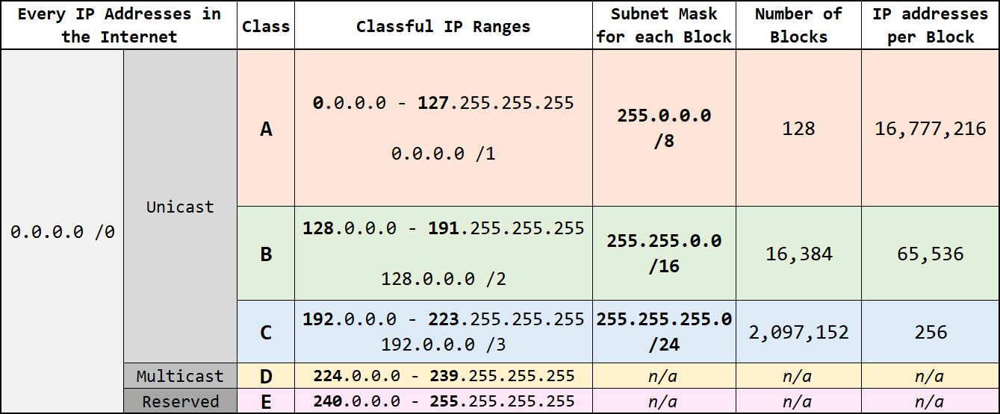 Every IP Addresses in
the Internet
Class
Classful IP Ranges
Subnet Mask
for each Block
Number of
Blocks
IP addresses
per Block
0.0.0.0 /0
Unicast
A
0.0.0.0 - 127.255.255.255
0.0.0.0 /1
255.0.0.0
/8
128
16,777,216
B
128.0.0.0 - 191.255.255.255
128.0.0.0 /2
255.255.0.0
/16
16,384
65,536
C
192.0.0.0 - 223.255.255.255
192.0.0.0 /3
255.255.255.0
/24
2,097,152
256
Multicast
D
224.0.0.0 - 239.255.255.255
n/a
n/a
n/a
Reserved
E
240.0.0.0 - 255.255.255.255
n/a
n/a
n/a